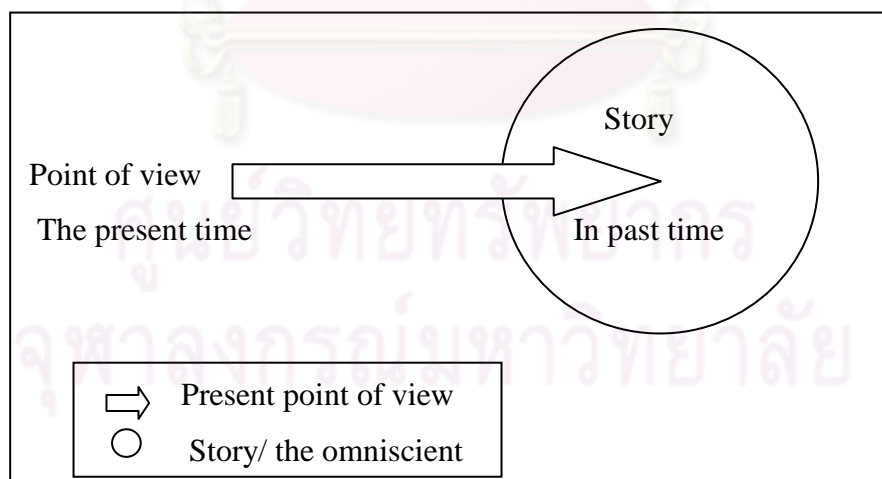 Story
Point of view
The present time
In past time
ศูนย์วิทยทรัพยากร
จุฬาลงกรณ์มหาวิทยาลัย
Present point of view
Story/ the omniscient